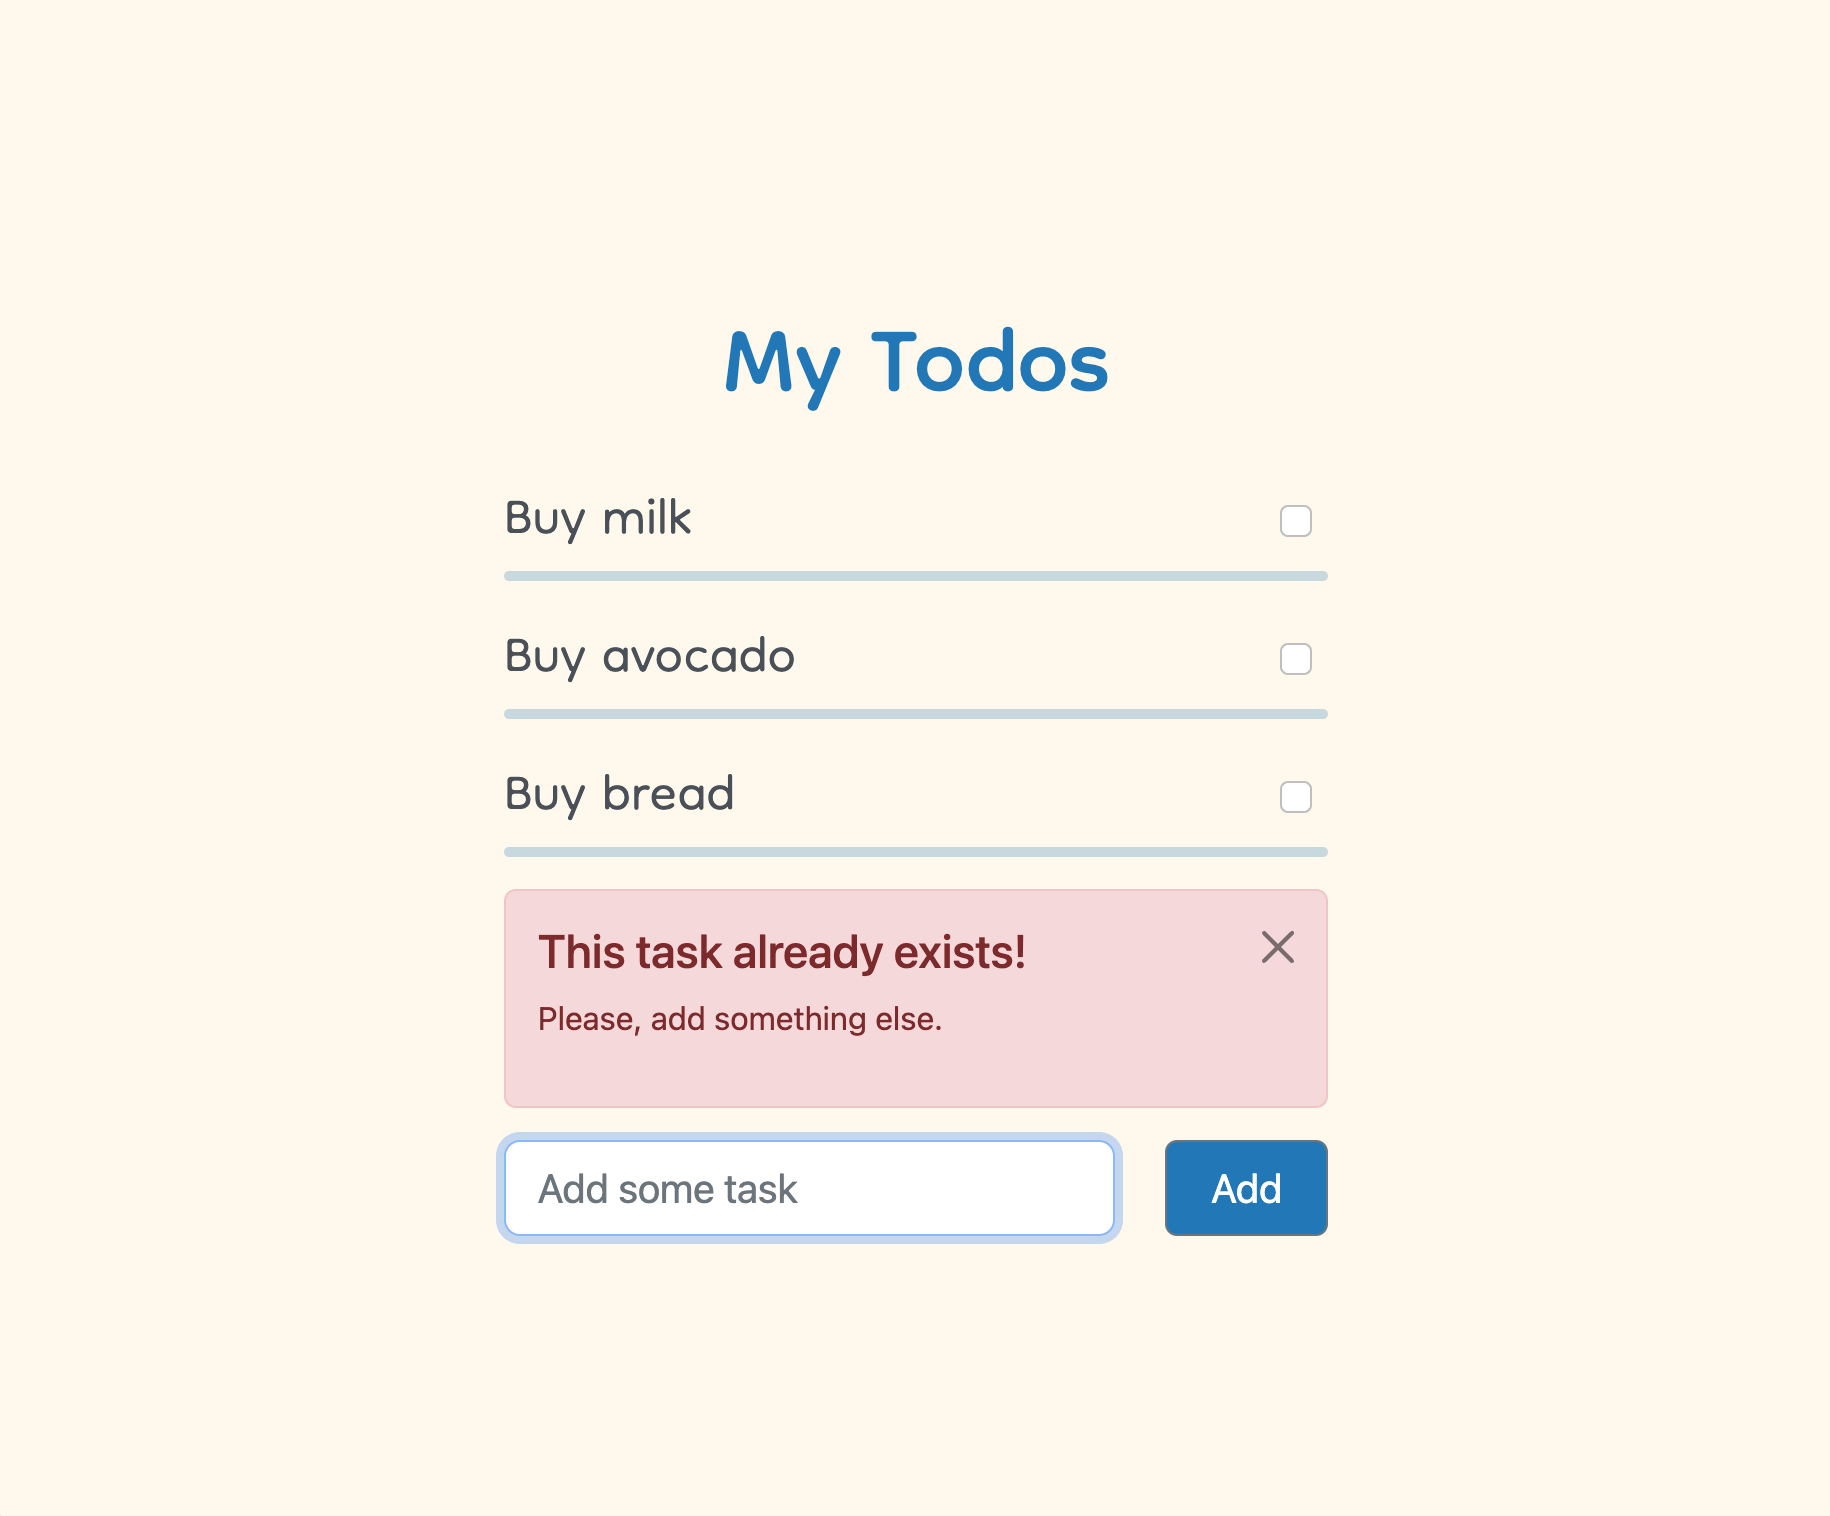 My Todos
Buy milk
Buy avocado
Buy bread
This task already exists!
Please, add something else.
Add some task
Add